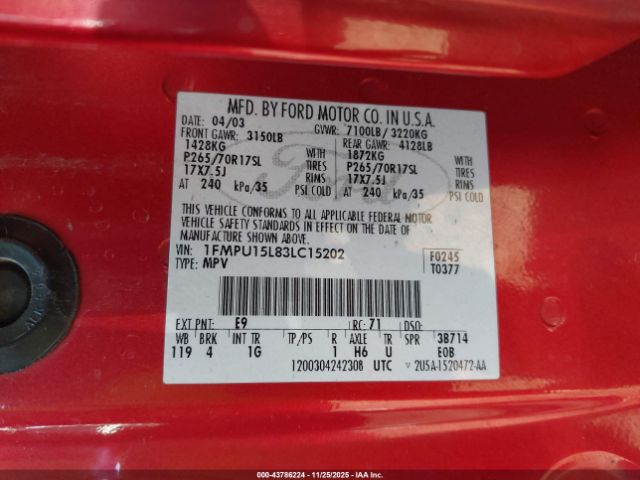 MFD. BY FORD MOTOR CO. IN U.S.A.
DATE: 04/03 GVWR: 7100LB/ 3220KG
FRONT GAWR: 3150LB REAR GAWR: 4128LB
1428KG WITH 1872KG WITH
P265/70R17SL TIRES P265/70R17SL TIRES
17X7.5J RIMS 17X7.5J RIMS
AT 240 kPa/35 PSI COLD AT 240 kPa/35 PSI COLD
THIS VEHICLE CONFORMS TO ALL APPLICABLE FEDERAL MOTOR
VEHICLE SAFETY STANDARDS IN EFFECT ON THE DATE OF
MANUFACTURE SHOWN ABOVE.
VIN: 1FMPU15L83LC15202 F0245
TYPE: MPV T0377
EXT PNT: E9 RC: 71 DSO:
WB BRK INT TR TP/PS R AXLE TR SPR 38714
119 4 1G 1 H6 U E0B
1200304242308 UTC ▿ 2U5A-1520472-AA
Ford
000-43786224 - 11/25/2025 - IAA, Inc.